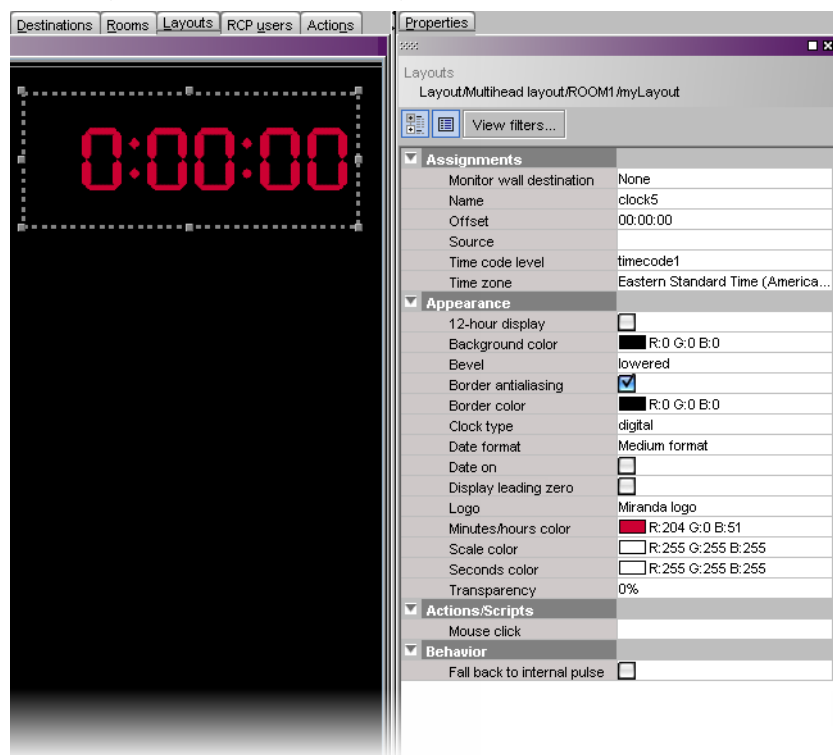 Destinations Rooms Layouts RCP users Actions
0:00:00
Properties
Layouts
Layout/Multihead layout/ROOM1/myLayout
View filters...
Assignments
Monitor wall destination None
Name clock5
Offset 00:00:00
Source
Time code level timecode1
Time zone Eastern Standard Time (America...
Appearance
12-hour display
Background color R:0 G:0 B:0
Bevel lowered
Border antialiasing
Border color R:0 G:0 B:0
Clock type digital
Date format Medium format
Date on
Display leading zero
Logo Miranda logo
Minutes/hours color R:204 G:0 B:51
Scale color R:255 G:255 B:255
Seconds color R:255 G:255 B:255
Transparency 0%
Actions/Scripts
Mouse click
Behavior
Fall back to internal pulse